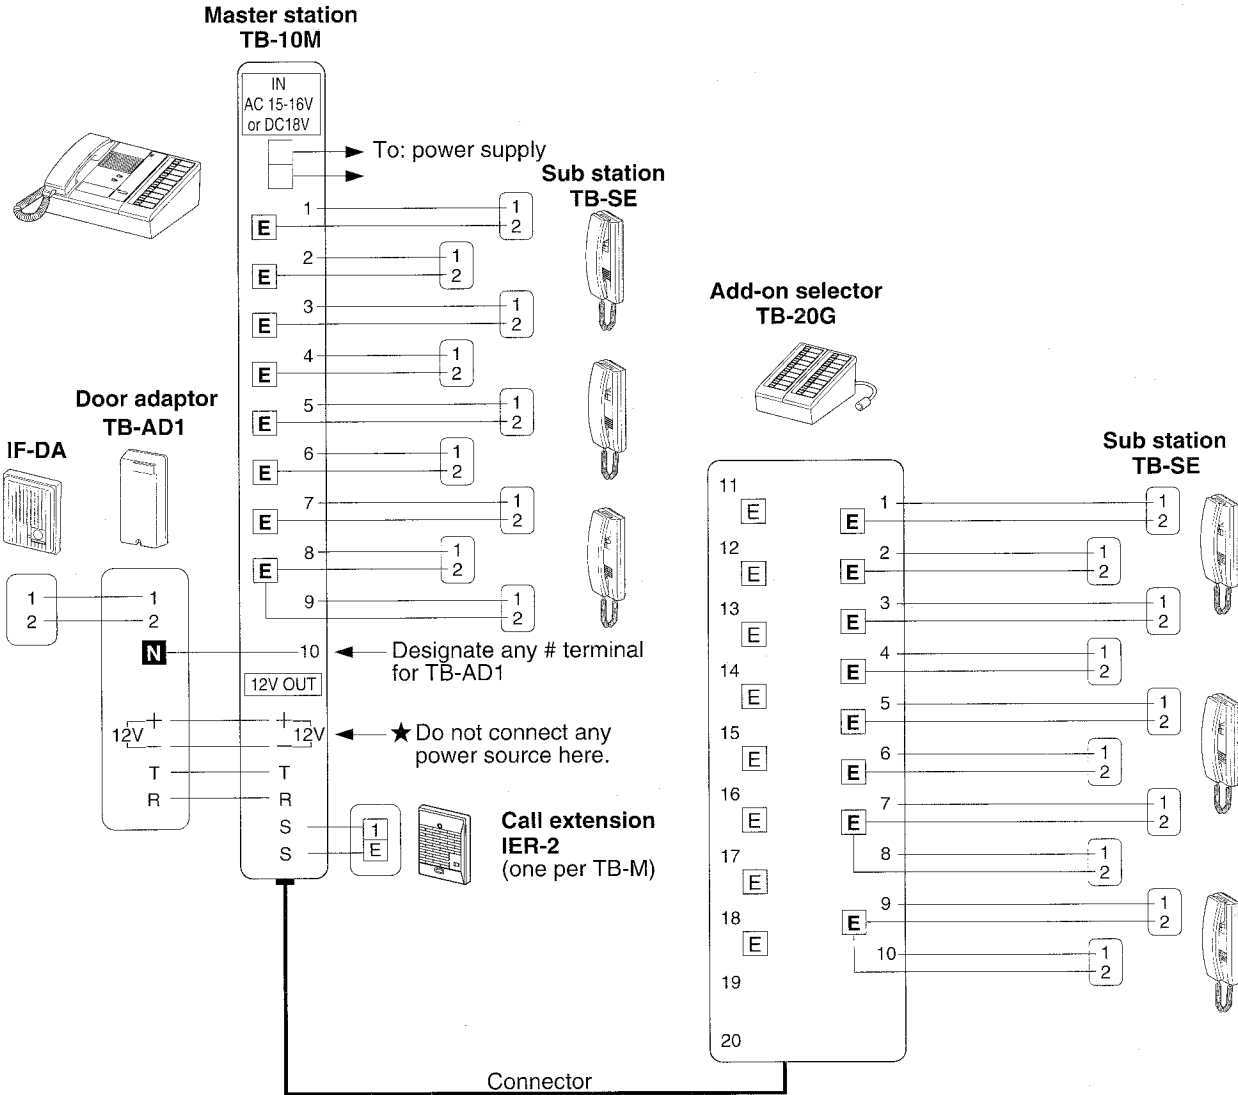 Master station
TB-10M
IN
AC 15-16V
or DC18V
To: power supply
Sub station
TB-SE
1
E
1
2
2
E
1
2
3
E
1
2
4
E
1
2
5
E
1
2
6
E
1
2
7
E
1
2
8
E
1
2
9
1
2
10
Designate any # terminal
for TB-AD1
12V OUT
+
12V
−
★ Do not connect any
power source here.
T
R
S
S
1
E
Call extension
IER-2
(one per TB-M)
Door adaptor
TB-AD1
IF-DA
1
2
1
2
N
+
12V
−
T
R
Add-on selector
TB-20G
Sub station
TB-SE
11
E
12
E
13
E
14
E
15
E
16
E
17
E
18
E
19
20
1
E
1
2
2
E
1
2
3
E
1
2
4
E
1
2
5
E
1
2
6
E
1
2
7
E
1
2
8
1
2
9
E
1
2
10
1
2
Connector